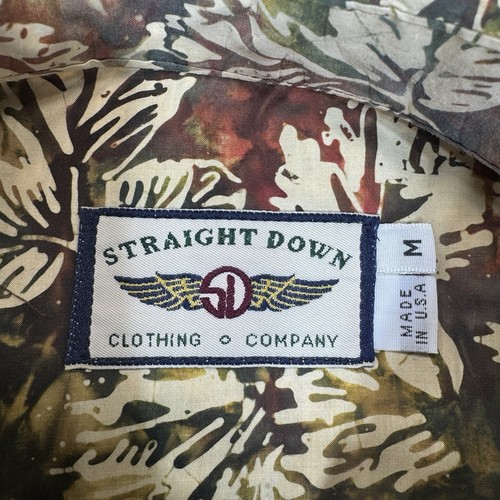 STRAIGHT DOWN
SD
CLOTHING o COMPANY
M
MADE
IN U.S.A.